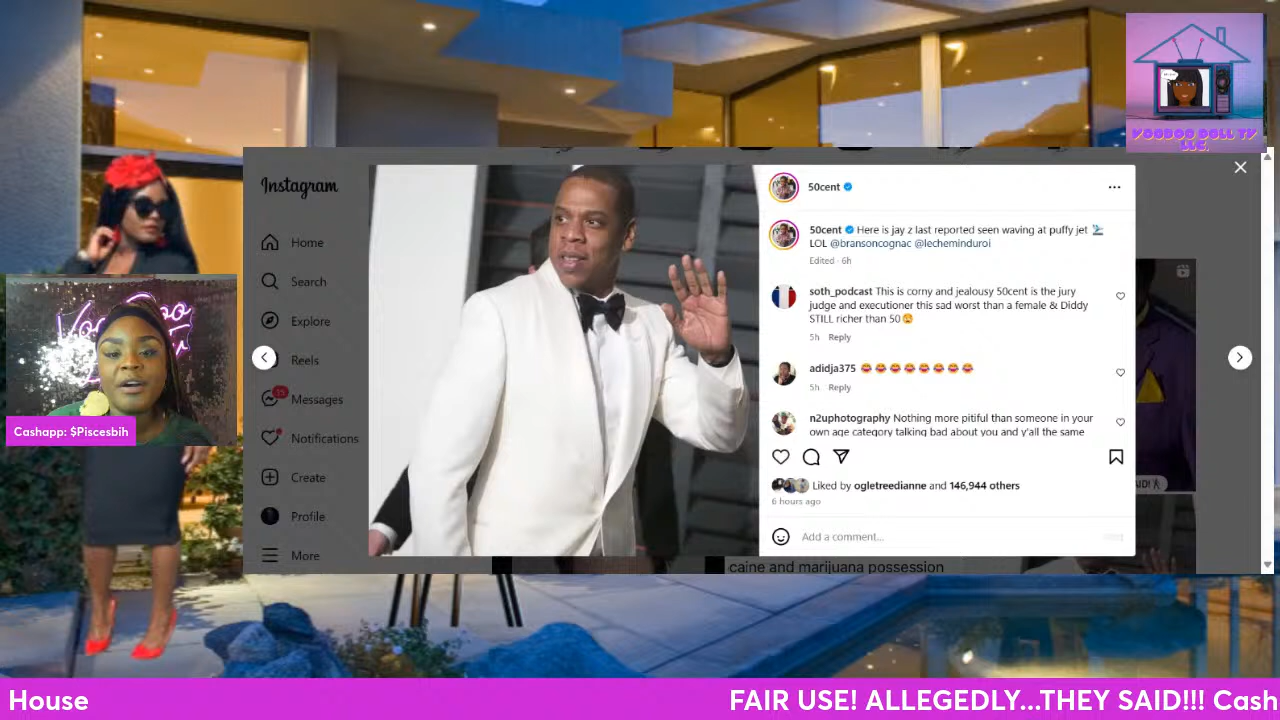 VOODOO DOLL TV
LLC.
Instagram
Home
Search
Explore
Reels
Messages
Notifications
Create
Profile
More
50cent
50cent Here is jay z last reported seen waving at puffy jet
LOL @bransoncognac @lecheminduroi
Edited · 6h
soth_podcast This is corny and jealousy 50cent is the jury
judge and executioner this sad worst than a female & Diddy
STILL richer than 50
5h Reply
adidja375
5h Reply
n2uphotography Nothing more pitiful than someone in your
own age category talking bad about you and y'all the same
Liked by ogletreedianne and 146,944 others
6 hours ago
Add a comment...
caine and marijuana possession
Cashapp: $Piscesbih
House
FAIR USE! ALLEGEDLY...THEY SAID!!! Cash